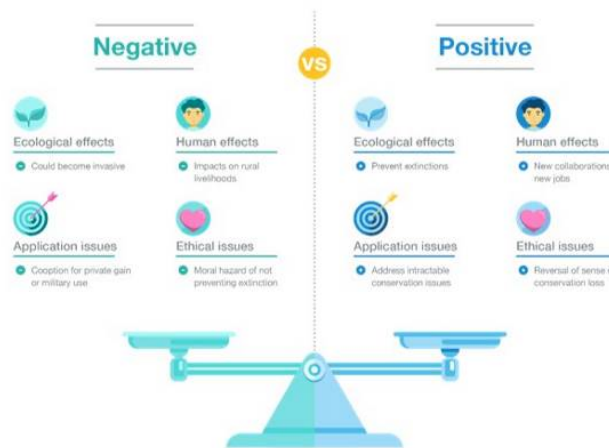 Negative
VS
Positive
Ecological effects
Could become invasive
Human effects
Impacts on rural
livelihoods
Application issues
Cooption for private gain
or military use
Ethical issues
Moral hazard of not
preventing extinction
Ecological effects
Prevent extinctions
Human effects
New collaborations
new jobs
Application issues
Address intractable
conservation issues
Ethical issues
Reversal of sense
conservation loss